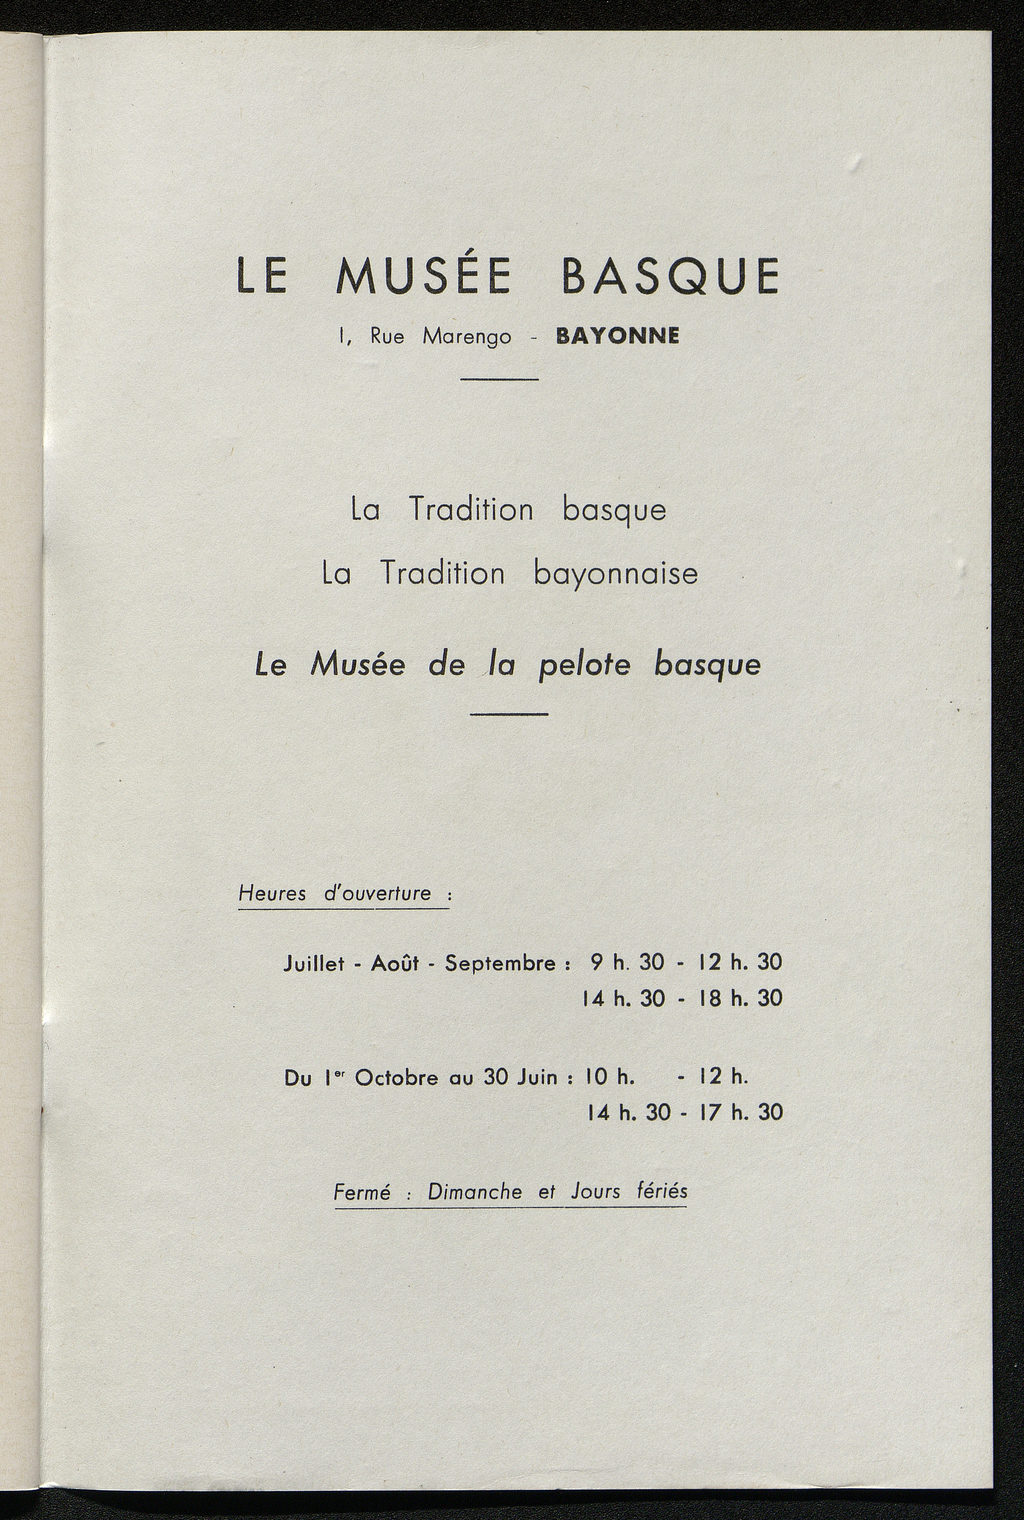 LE MUSÉE BASQUE
1, Rue Marengo - BAYONNE
La Tradition basque
La Tradition bayonnaise
Le Musée de la pelote basque
Heures d'ouverture :
Juillet - Août - Septembre : 9 h. 30 - 12 h. 30
14 h. 30 - 18 h. 30
Du 1er Octobre au 30 Juin : 10 h. - 12 h.
14 h. 30 - 17 h. 30
Fermé : Dimanche et Jours fériés